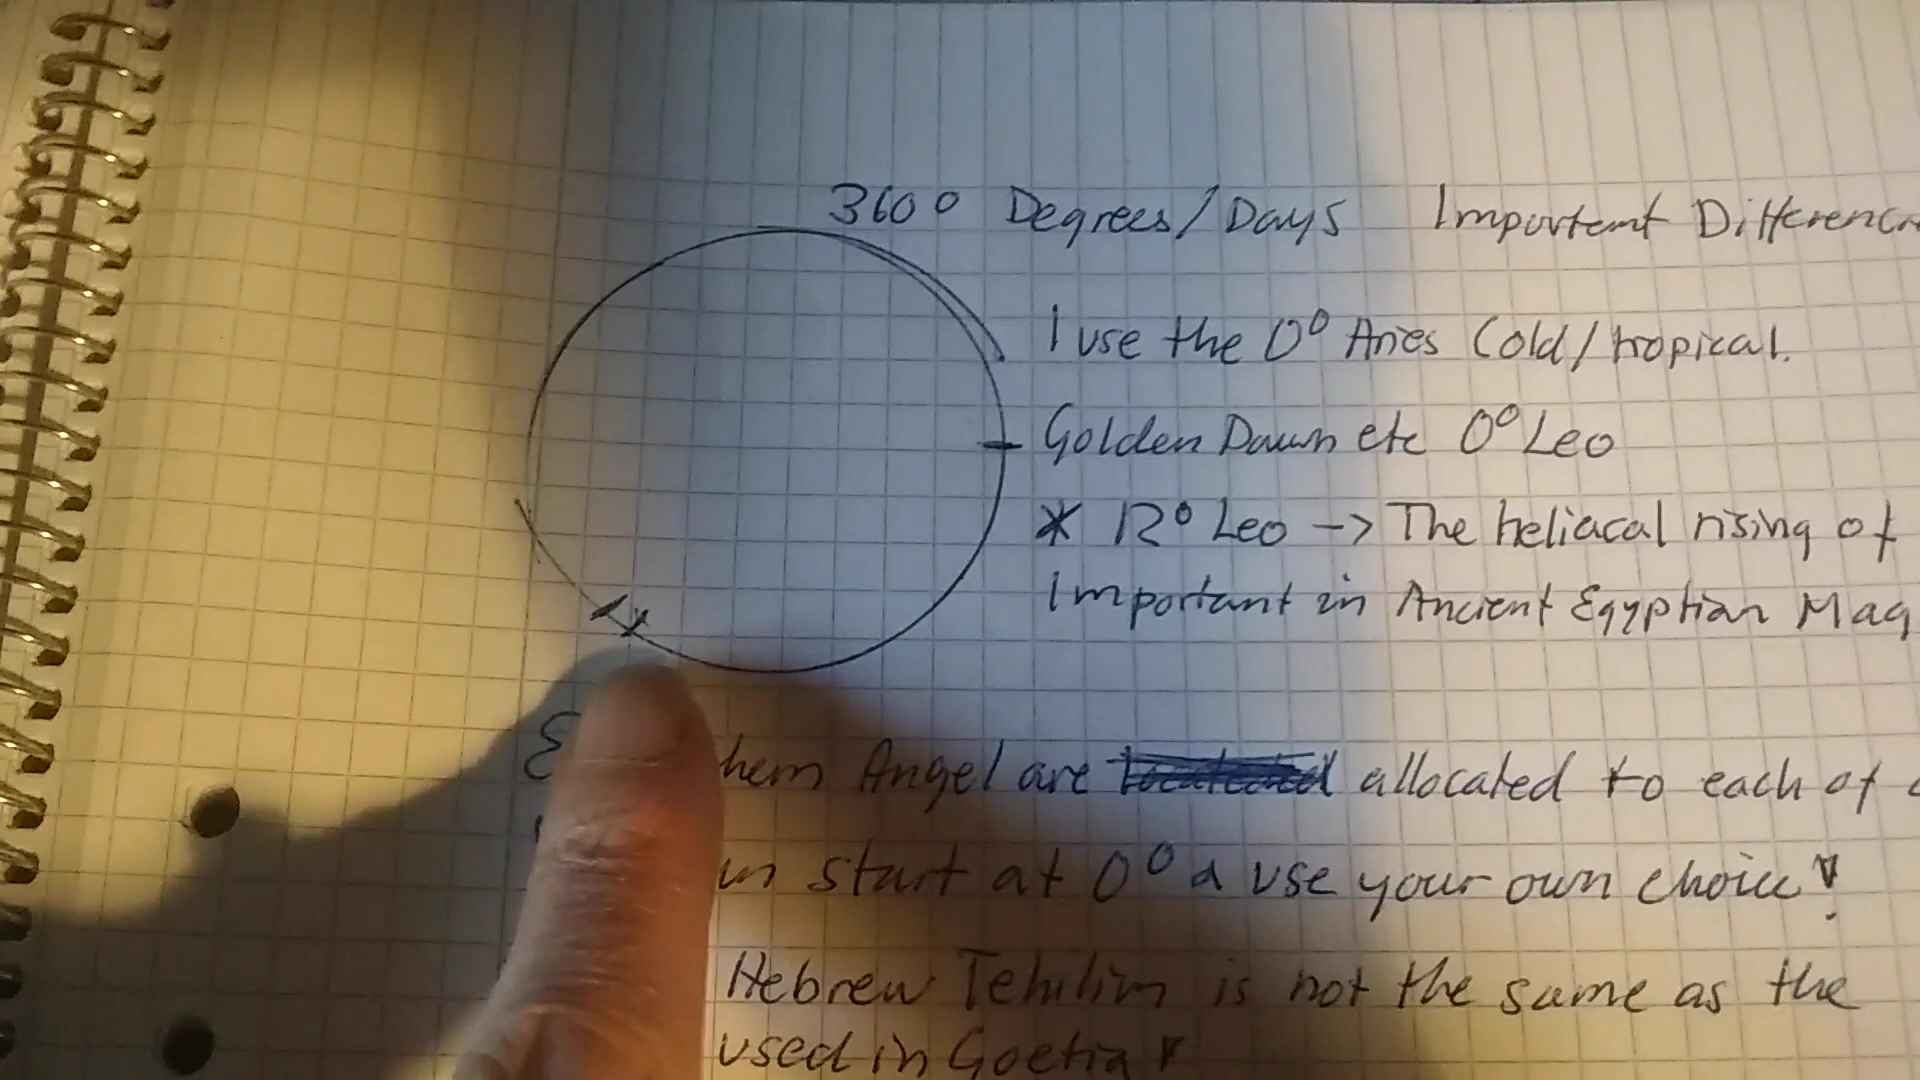 360° Degrees/Days Important Differenc
I use the 0° Aries (old/tropical.
Golden Dawn etc 0° Leo
* 12° Leo -> The heliacal rising of
Important in Ancient Egyptian Mag
hem Angel are allocated to each of
start at 0° a use your own choice!
Hebrew Tehilim is not the same as the
used in Goetia